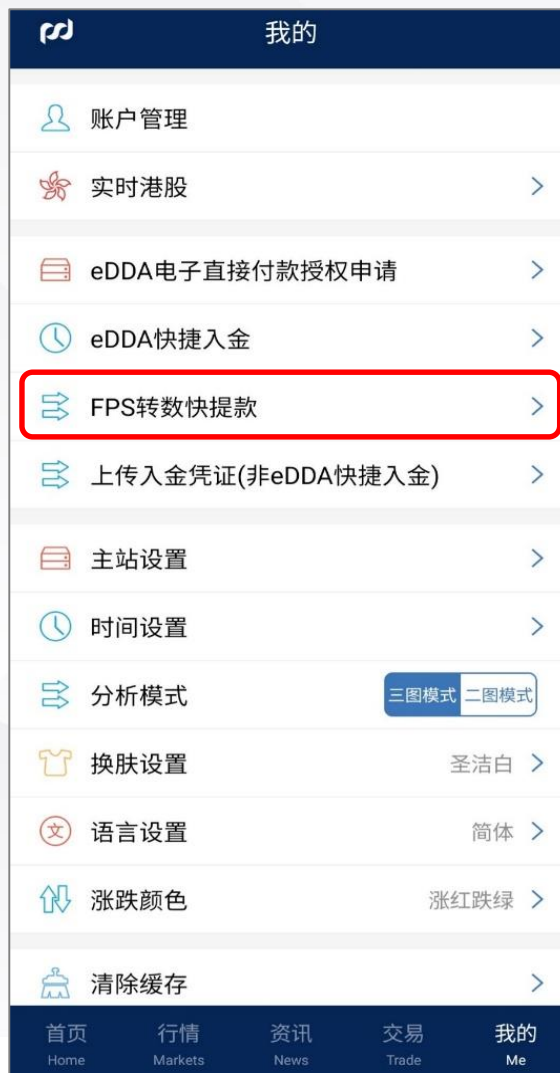 我的
账户管理
实时港股
eDDA电子直接付款授权申请
eDDA快捷入金
FPS转数快提款
上传入金凭证(非eDDA快捷入金)
主站设置
时间设置
分析模式 三图模式 二图模式
换肤设置 圣洁白
文 语言设置 简体
涨跌颜色 涨红跌绿
清除缓存
首页 行情 资讯 交易 我的
Home Markets News Trade Me